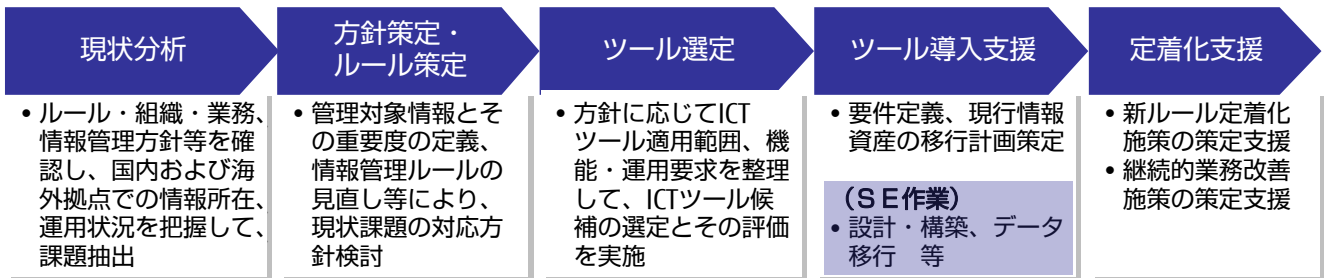 現状分析
• ルール・組織・業務、
情報管理方針等を確
認し、国内および海
外拠点での情報所在、
運用状況を把握して、
課題抽出
方針策定・
ルール策定
• 管理対象情報とそ
の重要度の定義、
情報管理ルールの
見直し等により、
現状課題の対応方
針検討
ツール選定
• 方針に応じてICT
ツール適用範囲、機
能・運用要求を整理
して、ICTツール候
補の選定とその評価
を実施
ツール導入支援
• 要件定義、現行情報
資産の移行計画策定
（ＳＥ作業）
• 設計・構築、データ
移行　等
定着化支援
• 新ルール定着化
施策の策定支援
• 継続的業務改善
施策の策定支援